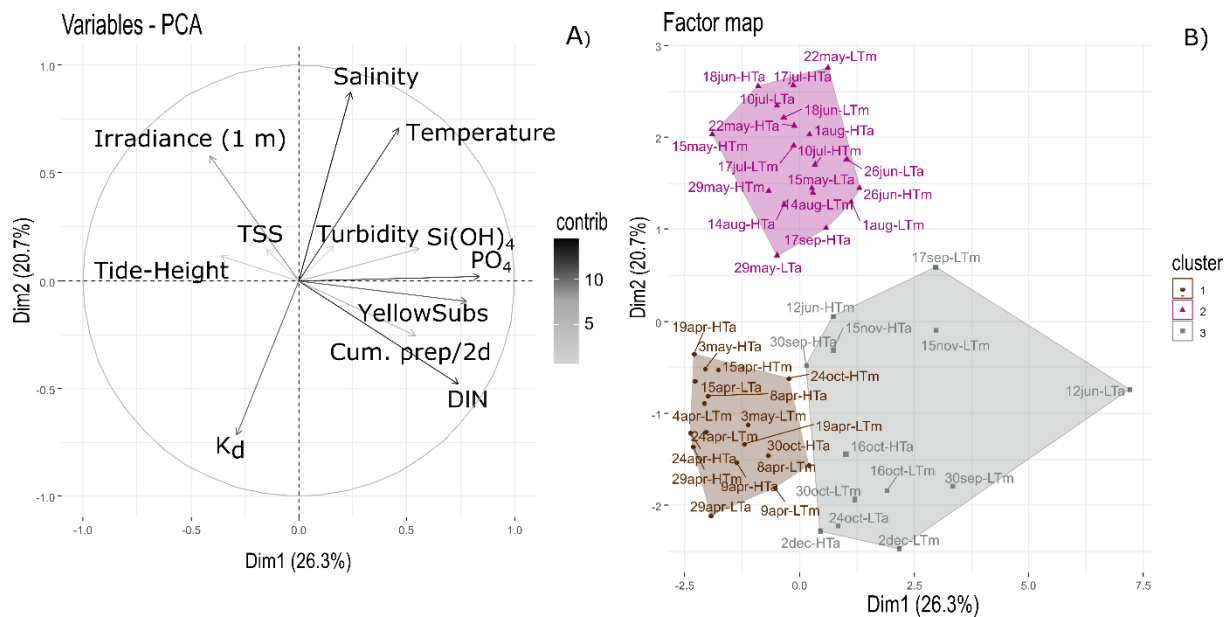 Variables - PCA
A)
1.0
0.5
0.0
-0.5
-1.0
Dim2 (20.7%)
Salinity
Temperature
Irradiance (1 m)
TSS
Turbidity
Si(OH)4
PO4
Tide-Height
YellowSubs
Cum. prep/2d
DIN
Kd
-1.0
-0.5
0.0
0.5
1.0
Dim1 (26.3%)
contrib
10
5
Factor map
B)
3
2
1
0
-1
-2
Dim2 (20.7%)
22may-LTm
18jun-HTa
17jul-HTa
10jul-LTa
18jun-LTm
22may-HTa
1aug-HTa
15may-HTm
10jul-HTm
17jul-LTm
26jun-LTa
15may-LTa
29may-HTm
26jun-HTm
14aug-LTm
14aug-HTa
1aug-LTm
17sep-HTa
29may-LTa
17sep-LTm
12jun-HTm
19apr-HTa
15nov-HTa
15nov-LTm
3may-HTa
30sep-HTa
15apr-HTm
24oct-HTm
15apr-LTa
8apr-HTa
12jun-LTa
4apr-LTm
3may-LTm
19apr-LTm
24apr-LTm
30oct-HTa
16oct-HTa
24apr-HTa
8apr-LTm
16oct-LTm
30sep-LTm
29apr-HTm
9apr-HTa
30oct-LTm
29apr-LTa
9apr-LTm
24oct-LTa
2dec-HTa
2dec-LTm
-2.5
0.0
2.5
5.0
7.5
Dim1 (26.3%)
cluster
1
2
3